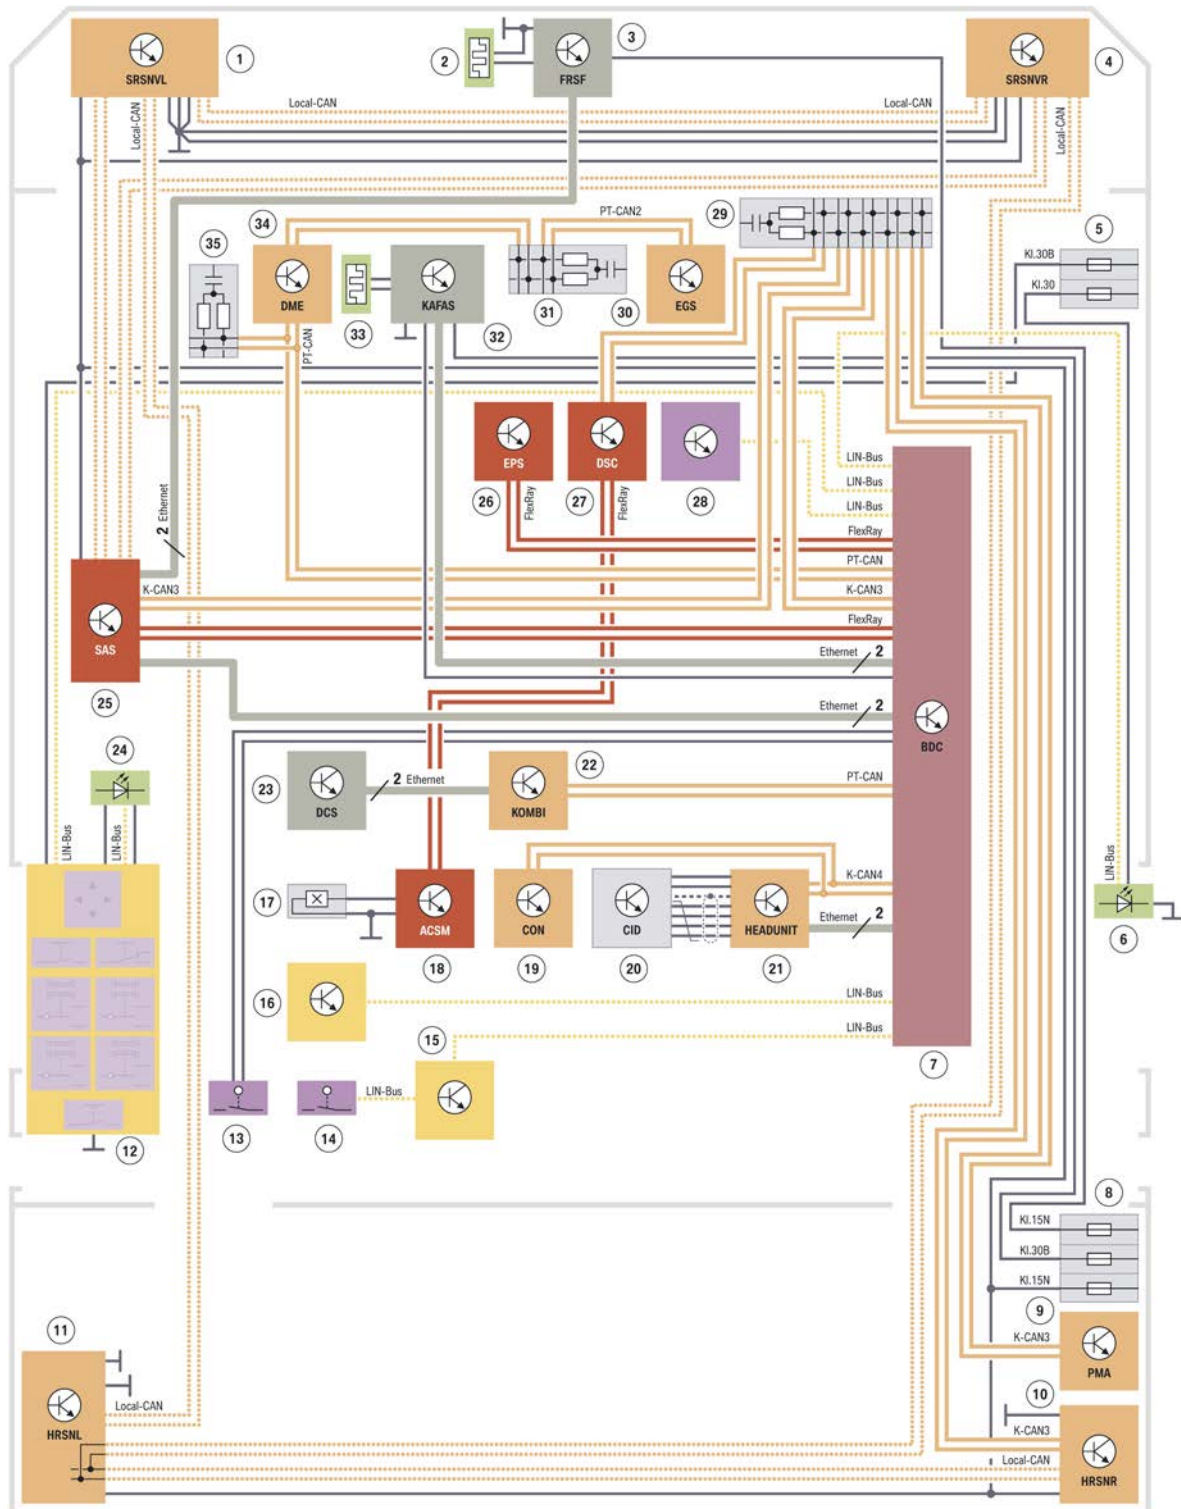 1
2
3
4
SRSNVL
FRSF
SRSNVR
Local-CAN
Local-CAN
Local-CAN
Local-CAN
35
34
PT-CAN2
29
5
Kl.30B
Kl.30
DME
KAFAS
EGS
33
32
31
30
PT-CAN
EPS
DSC
26
27
28
FlexRay
FlexRay
2 Ethernet
LIN-Bus
LIN-Bus
LIN-Bus
FlexRay
PT-CAN
K-CAN3
K-CAN3
FlexRay
SAS
25
Ethernet 2
Ethernet 2
BDC
24
23
DCS
2 Ethernet
22
KOMBI
PT-CAN
LIN-Bus
LIN-Bus
17
ACSM
18
CON
19
CID
20
HEADUNIT
21
K-CAN4
Ethernet 2
LIN-Bus
6
16
LIN-Bus
LIN-Bus
15
7
LIN-Bus
12
13
14
8
Kl.15N
Kl.30B
Kl.15N
9
K-CAN3
PMA
10
K-CAN3
Local-CAN
HRSNR
11
Local-CAN
HRSNL